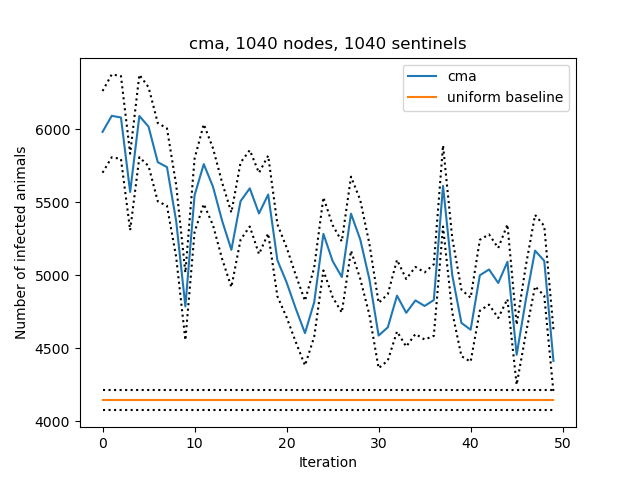 cma, 1040 nodes, 1040 sentinels
cma
uniform baseline
Number of infected animals
6000
5500
5000
4500
4000
0 10 20 30 40 50
Iteration